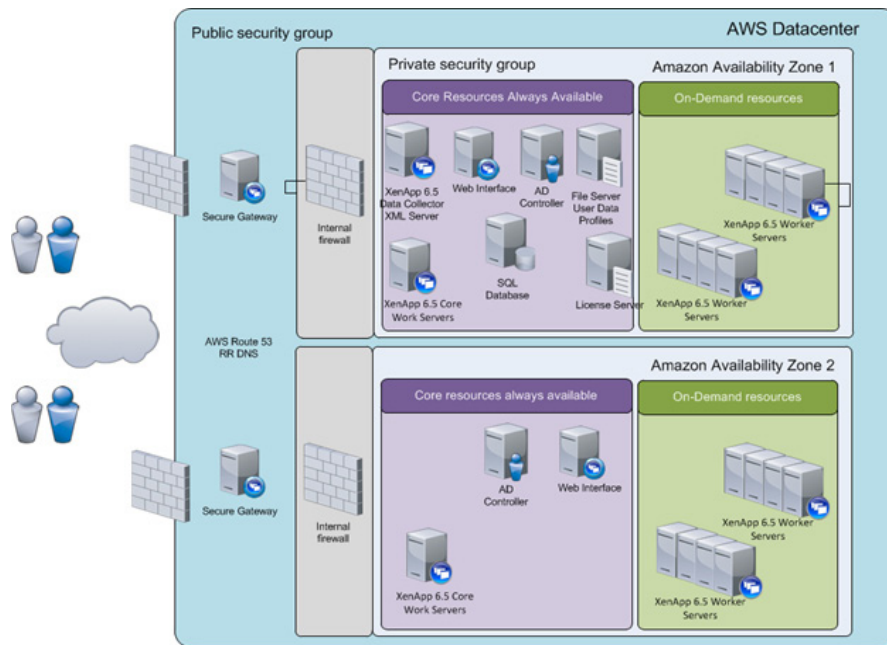 AWS Datacenter
Public security group
Private security group
Amazon Availability Zone 1
Core Resources Always Available
On-Demand resources
XenApp 6.5
Data Collector
XML Server
Web Interface
AD
Controller
File Server
User Data
Profiles
XenApp 6.5 Worker
Servers
Secure Gateway
Internal
firewall
SQL
Database
XenApp 6.5 Core
Work Servers
License Server
XenApp 6.5 Worker
Servers
AWS Route 53
RR DNS
Amazon Availability Zone 2
Core resources always available
On-Demand resources
AD
Controller
Web Interface
XenApp 6.5 Worker
Servers
Secure Gateway
Internal
firewall
XenApp 6.5 Core
Work Servers
XenApp 6.5 Worker
Servers